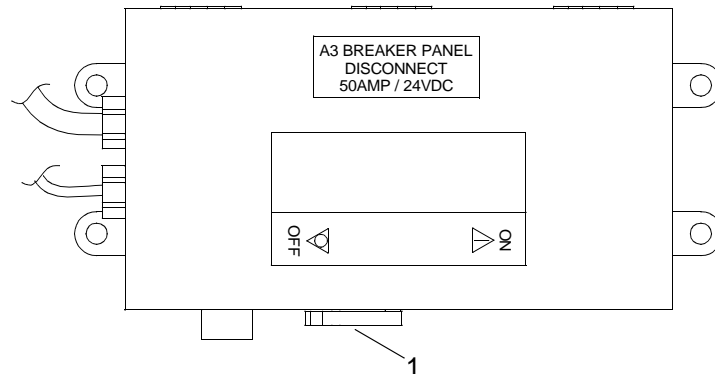 A3 BREAKER PANEL
DISCONNECT
50AMP / 24VDC
OFF
ON
1